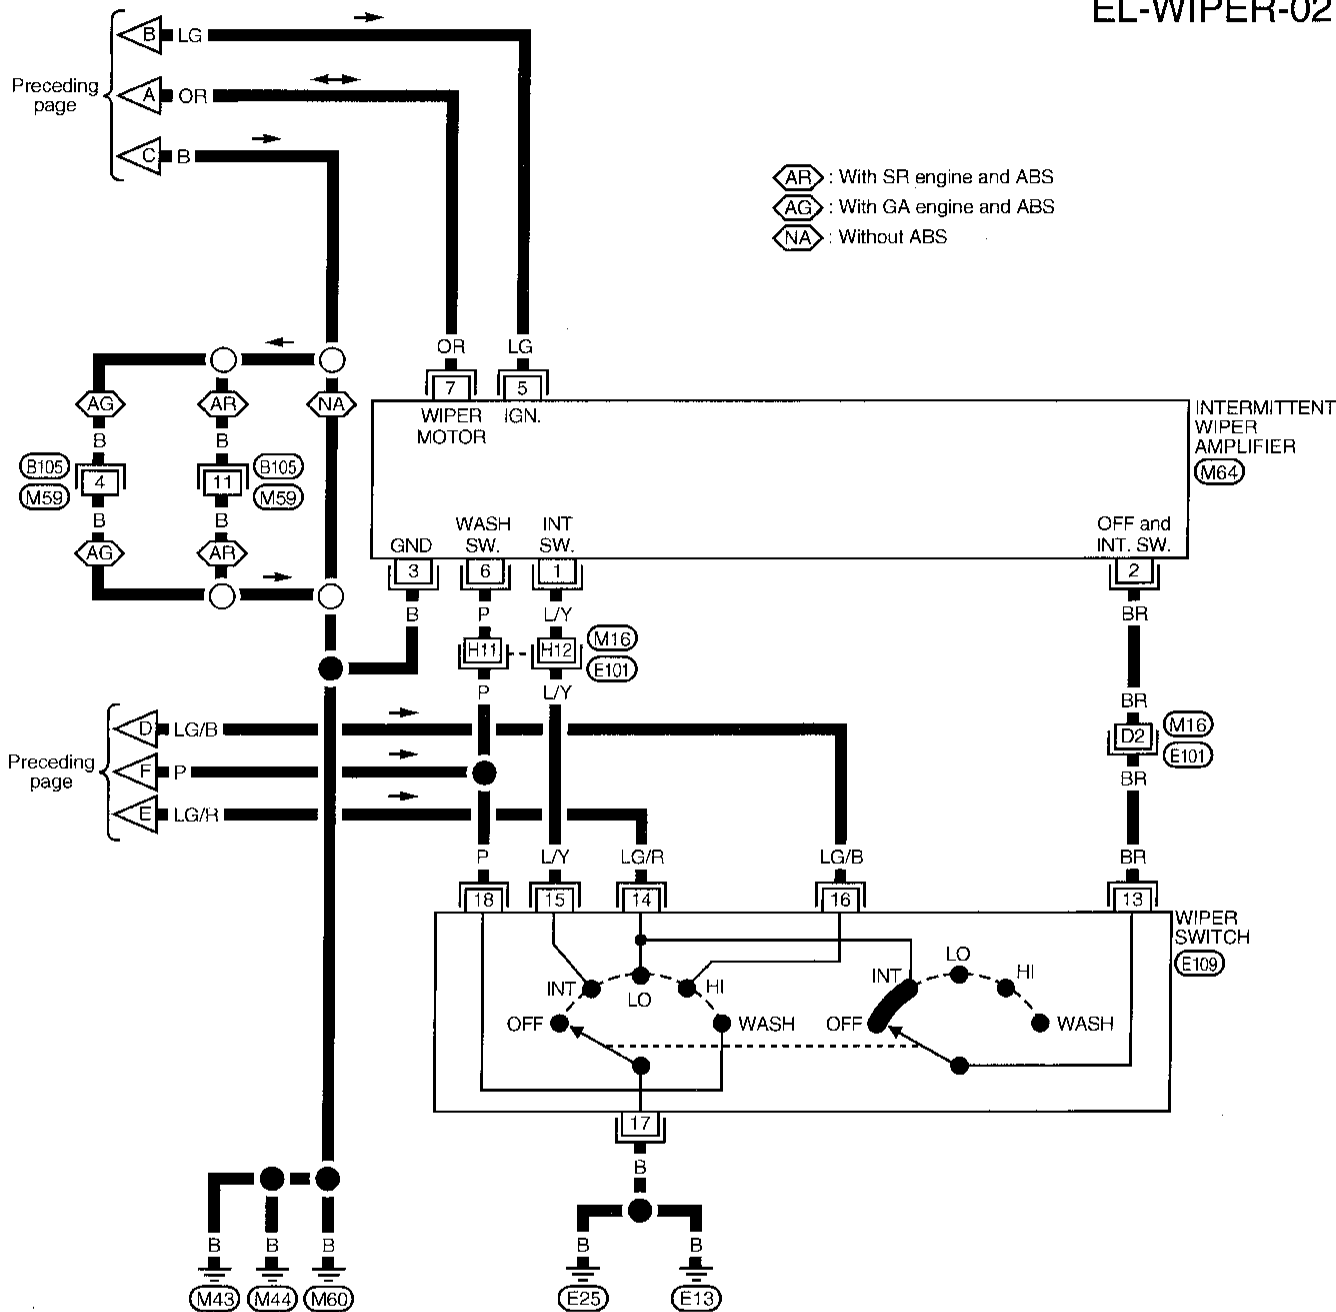 EL-WIPER-02
B LG
Preceding
page
A OR
C B
AR : With SR engine and ABS
AG : With GA engine and ABS
NA : Without ABS
OR LG
7 5
AG AR NA
WIPER
MOTOR
IGN.
INTERMITTENT
WIPER
AMPLIFIER
M64
B B
B105 4 M59
11 B105 M59
B B
AG AR
GND
WASH
SW.
INT
SW.
OFF and
INT. SW.
3 6 1 2
B P L/Y BR
H11 H12 M16
E101
P L/Y BR
D2 M16
E101
BR
Preceding
page
D LG/B
F P
E LG/R
P L/Y LG/R LG/B BR
18 15 14 16 13
WIPER
SWITCH
E109
INT LO HI
OFF WASH
INT LO HI
OFF WASH
17
B
B B B B B
M43 M44 M60 E25 E13